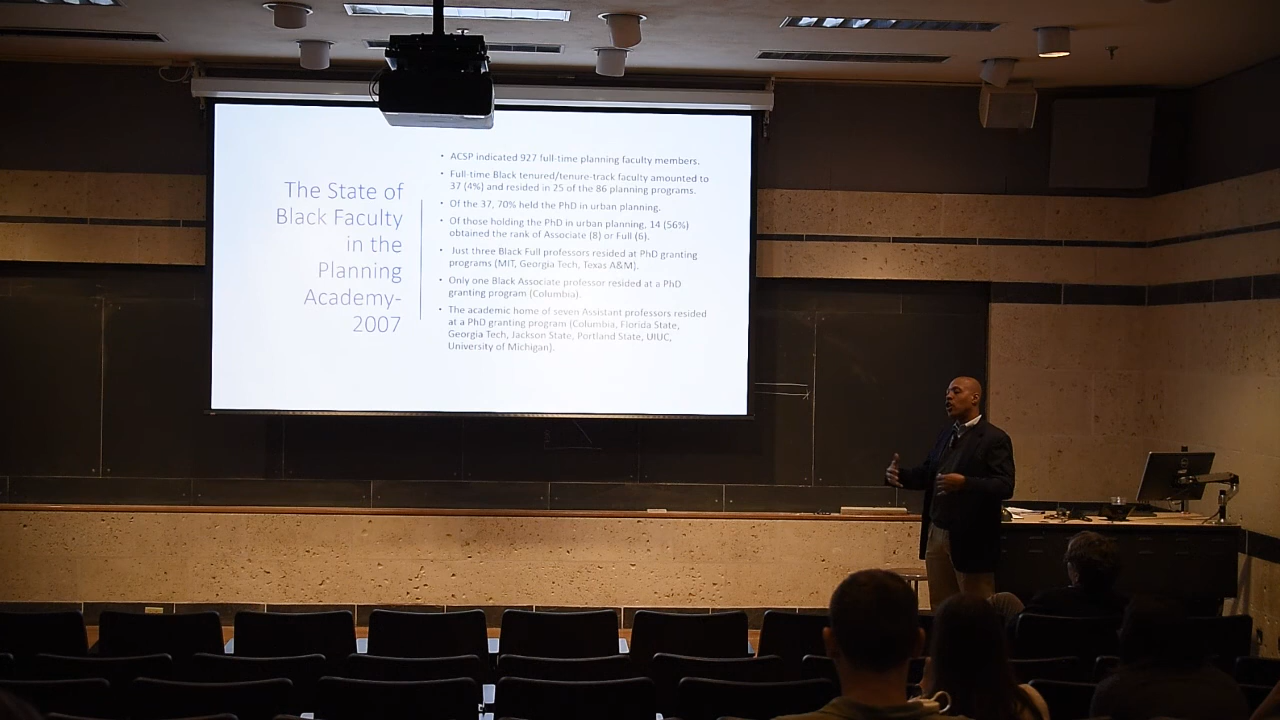 The State of
Black Faculty
in the
Planning
Academy-
2007
• ACSP indicated 927 full-time planning faculty members.
• Full-time Black tenured/tenure-track faculty amounted to
37 (4%) and resided in 25 of the 86 planning programs.
• Of the 37, 70% held the PhD in urban planning.
• Of those holding the PhD in urban planning, 14 (56%)
obtained the rank of Associate (8) or Full (6).
• Just three Black Full professors resided at PhD granting
programs (MIT, Georgia Tech, Texas A&M).
• Only one Black Associate professor resided at a PhD
granting program (Columbia).
• The academic home of seven Assistant professors resided
at a PhD granting program (Columbia, Florida State,
Georgia Tech, Jackson State, Portland State, UIUC,
University of Michigan).